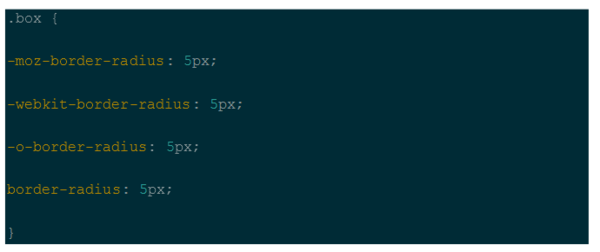 .box {
-moz-border-radius: 5px;
-webkit-border-radius: 5px;
-o-border-radius: 5px;
border-radius: 5px;
}